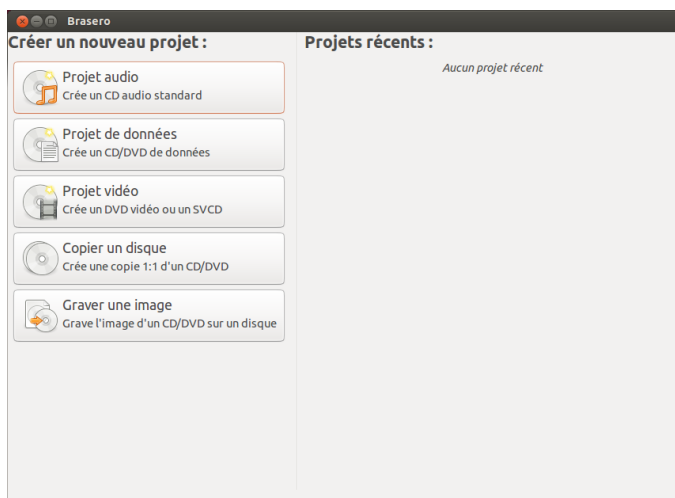 Brasero
Créer un nouveau projet :
Projet audio
Crée un CD audio standard
Projet de données
Crée un CD/DVD de données
Projet vidéo
Crée un DVD vidéo ou un SVCD
Copier un disque
Crée une copie 1:1 d'un CD/DVD
Graver une image
Grave l'image d'un CD/DVD sur un disque
Projets récents :
Aucun projet récent